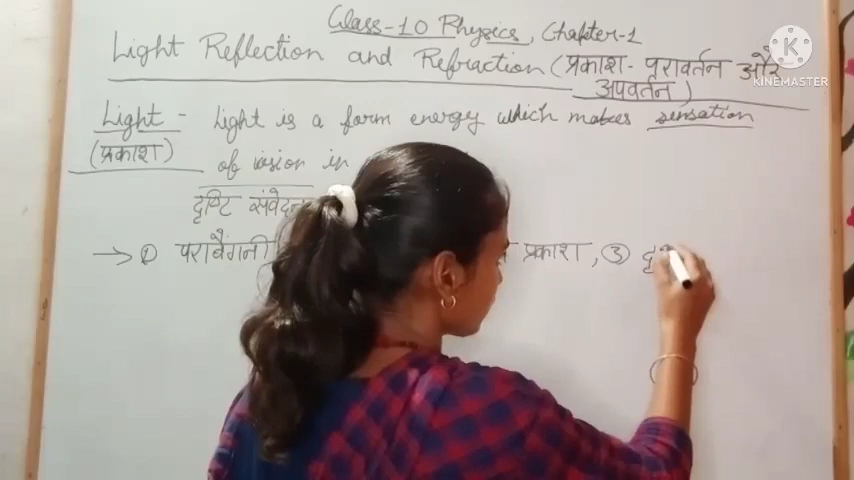 Class-10 Physics, Chapter-1
Light Reflection and Refraction (प्रकाश- परावर्तन और
अपवर्तन)
Light - Light is a form energy which makes sensation
(प्रकाश) of vision in
दृष्टि संवेदन
→ ① पराबैंगनी प्रकाश, ③ दृ
KINEMASTER